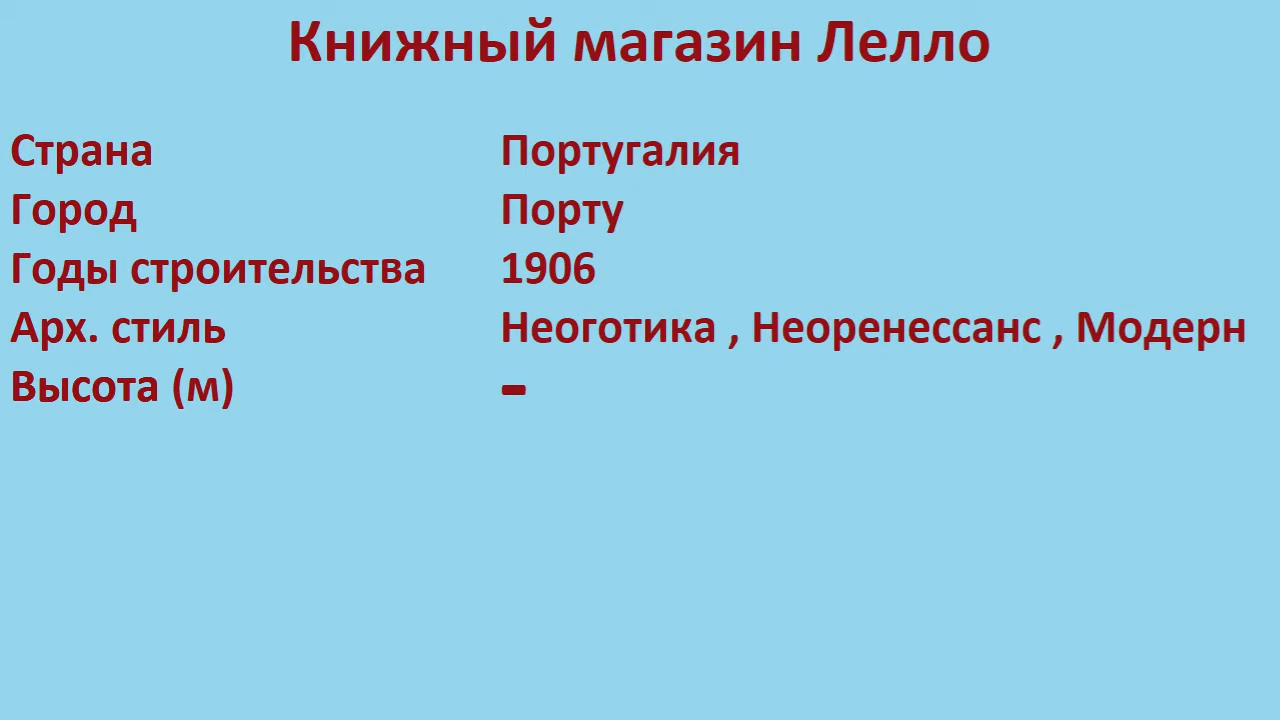 Книжный магазин Лелло
Страна Португалия
Город Порту
Годы строительства 1906
Арх. стиль Неоготика , Неоренессанс , Модерн
Высота (м) -